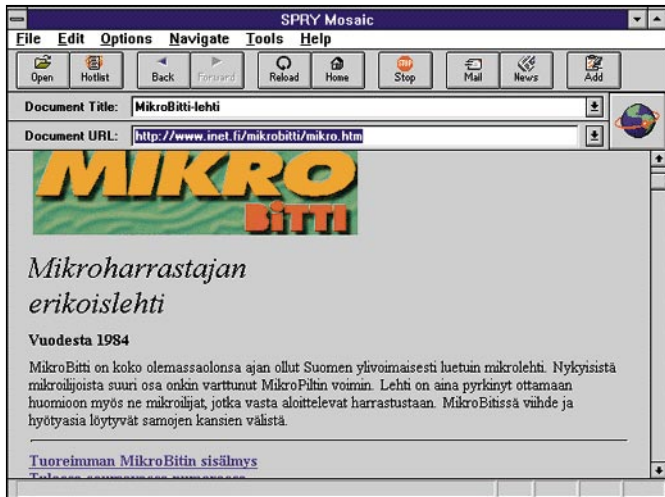 SPRY Mosaic
File Edit Options Navigate Tools Help
Open Hotlist Back Forward Reload Home Stop Mail News Add
Document Title: MikroBitti-lehti
Document URL: http://www.inet.fi/mikrobitti/mikro.htm
MIKRO
BiTTI
Mikroharrastajan
erikoislehti
Vuodesta 1984
MikroBitti on koko olemassaolonsa ajan ollut Suomen ylivoimaisesti luetuin mikrolehti. Nykyisistä
mikroilijoista suuri osa onkin varttunut MikroPiltin voimin. Lehti on aina pyrkinyt ottamaan
huomioon myös ne mikroilijat, jotka vasta aloittelevat harrastustaan. MikroBitissä viihde ja
hyötyasia löytyvät samojen kansien välistä.
Tuoreimman MikroBitin sisälmys